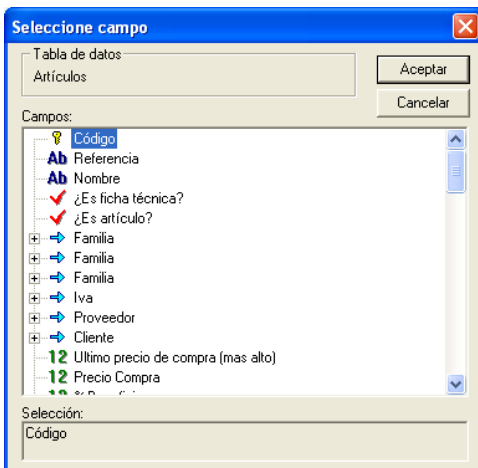 Seleccione campo
Tabla de datos
Artículos
Aceptar
Cancelar
Campos:
Código
Ab Referencia
Ab Nombre
¿Es ficha técnica?
¿Es artículo?
Familia
Familia
Familia
Iva
Proveedor
Cliente
12 Ultimo precio de compra (mas alto)
12 Precio Compra
Selección:
Código